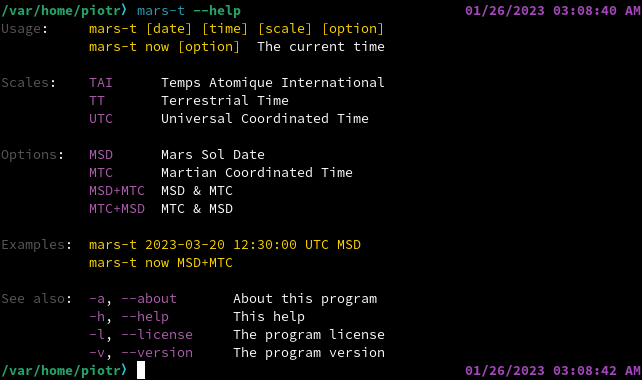 /var/home/piotr⟩ mars-t --help 01/26/2023 03:08:40 AM
Usage: mars-t [date] [time] [scale] [option]
mars-t now [option] The current time
Scales: TAI Temps Atomique International
TT Terrestrial Time
UTC Universal Coordinated Time
Options: MSD Mars Sol Date
MTC Martian Coordinated Time
MSD+MTC MSD & MTC
MTC+MSD MTC & MSD
Examples: mars-t 2023-03-20 12:30:00 UTC MSD
mars-t now MSD+MTC
See also: -a, --about About this program
-h, --help This help
-l, --license The program license
-v, --version The program version
/var/home/piotr⟩ 01/26/2023 03:08:42 AM